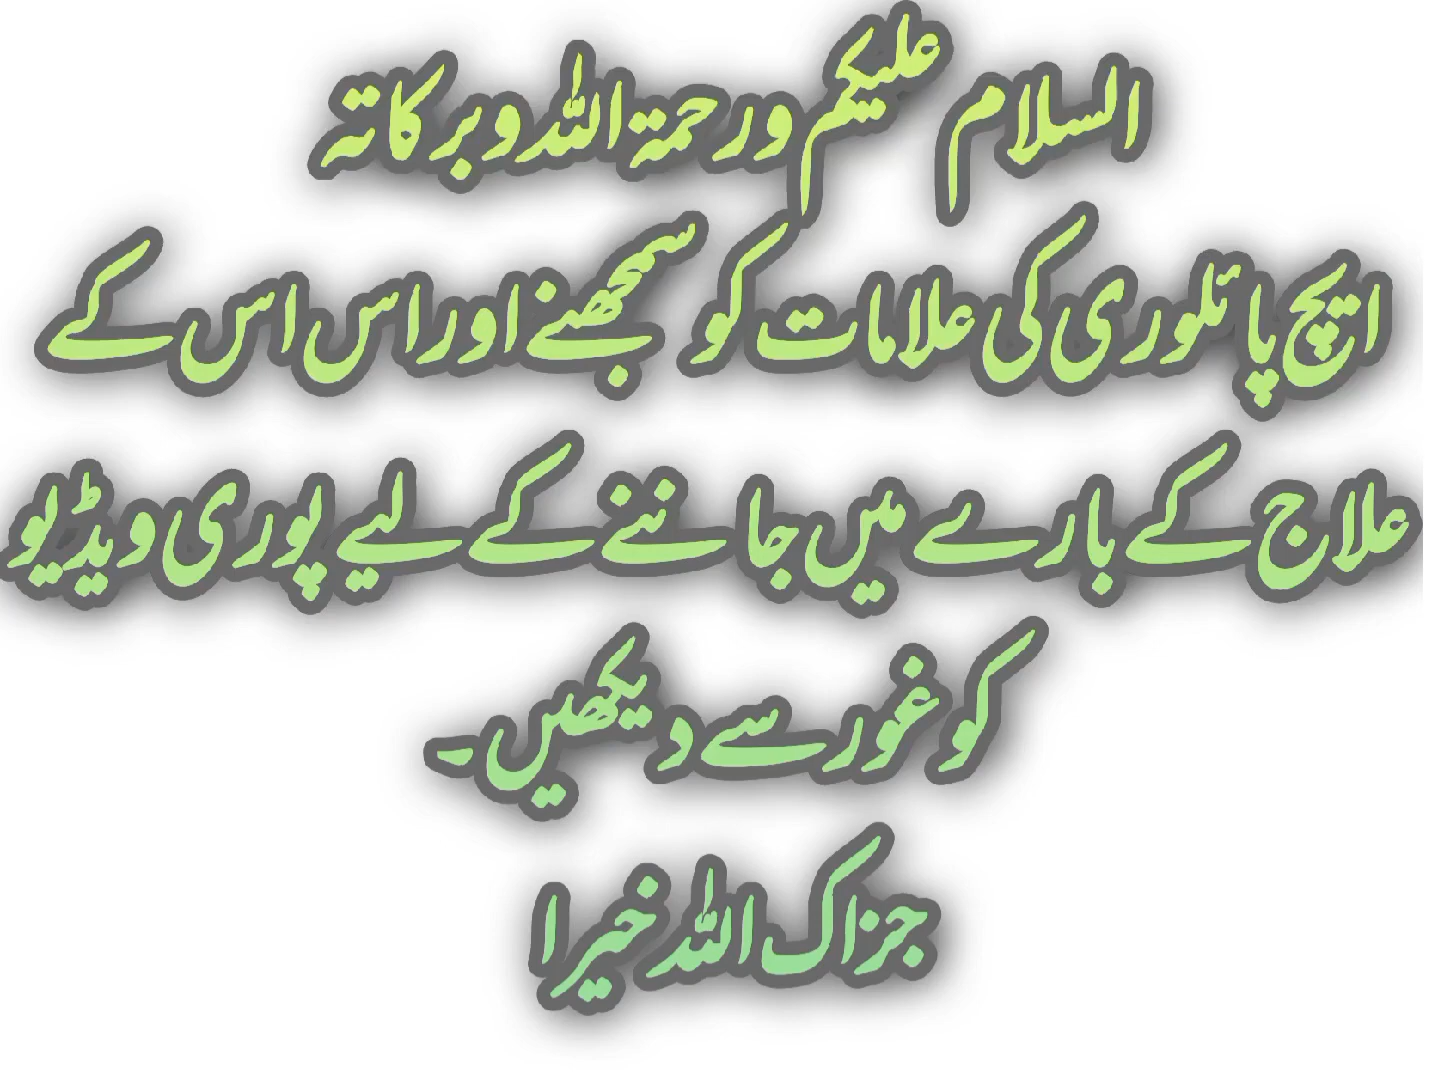 السلام علیکم ورحمۃ اللہ وبرکاتہ
ایچ پائلوری کی علامات کو سمجھنے اور اس اس کے
علاج کے بارے میں جاننے کے لیے پوری ویڈیو
کو غور سے دیکھیں۔
جزاک اللہ خیرا